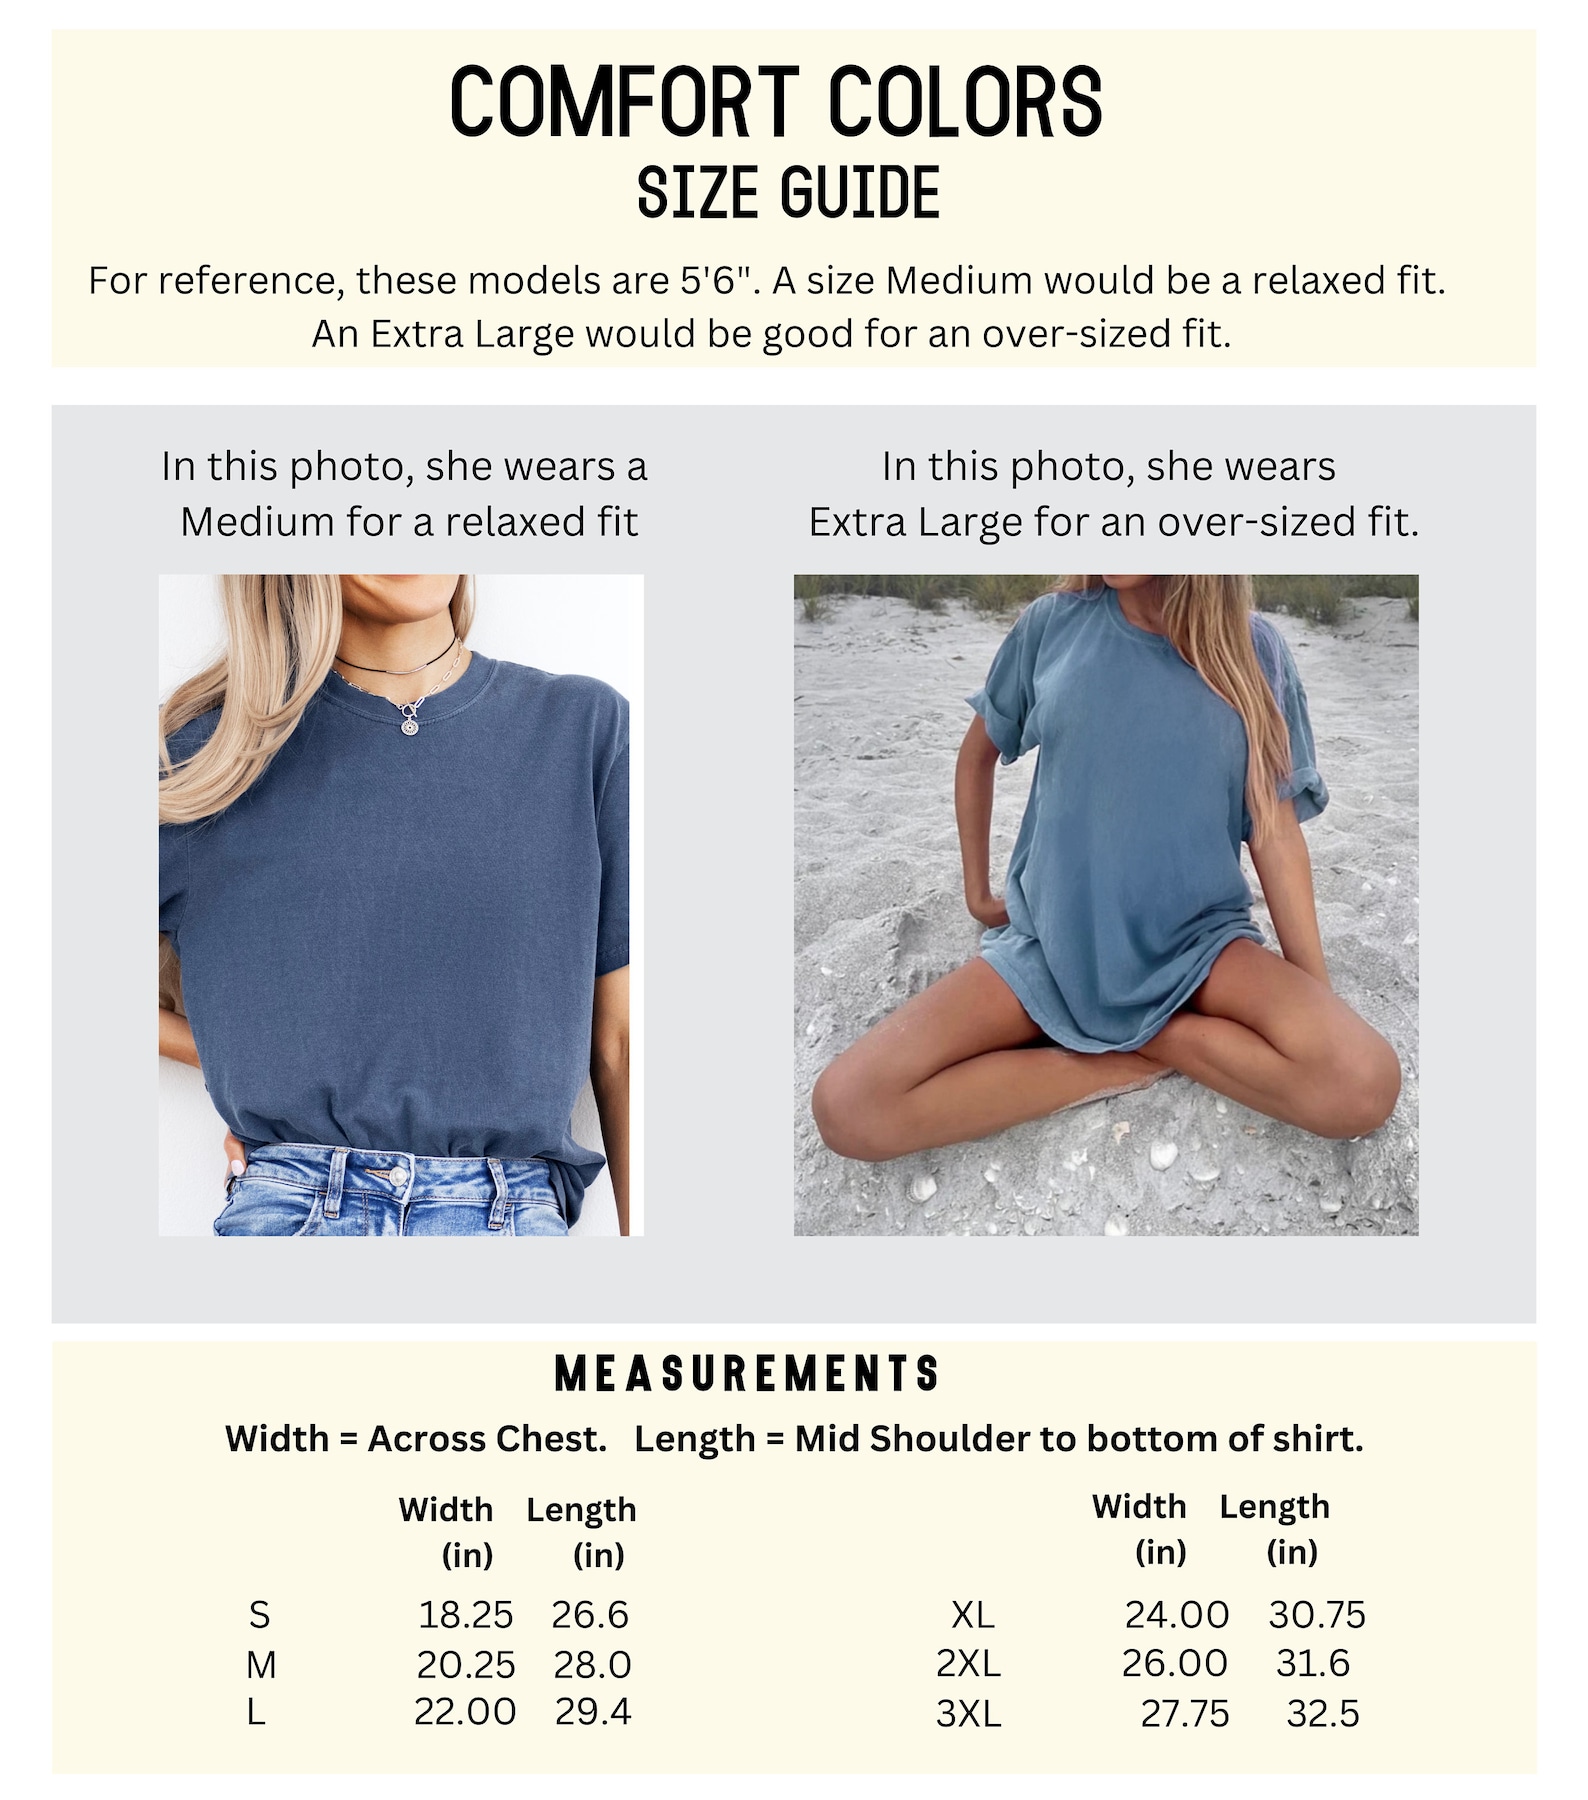 COMFORT COLORS
SIZE GUIDE
For reference, these models are 5'6". A size Medium would be a relaxed fit.
An Extra Large would be good for an over-sized fit.
In this photo, she wears a
Medium for a relaxed fit
In this photo, she wears
Extra Large for an over-sized fit.
MEASUREMENTS
Width = Across Chest. Length = Mid Shoulder to bottom of shirt.
Width Length
(in) (in)
S 18.25 26.6
M 20.25 28.0
L 22.00 29.4
Width Length
(in) (in)
XL 24.00 30.75
2XL 26.00 31.6
3XL 27.75 32.5